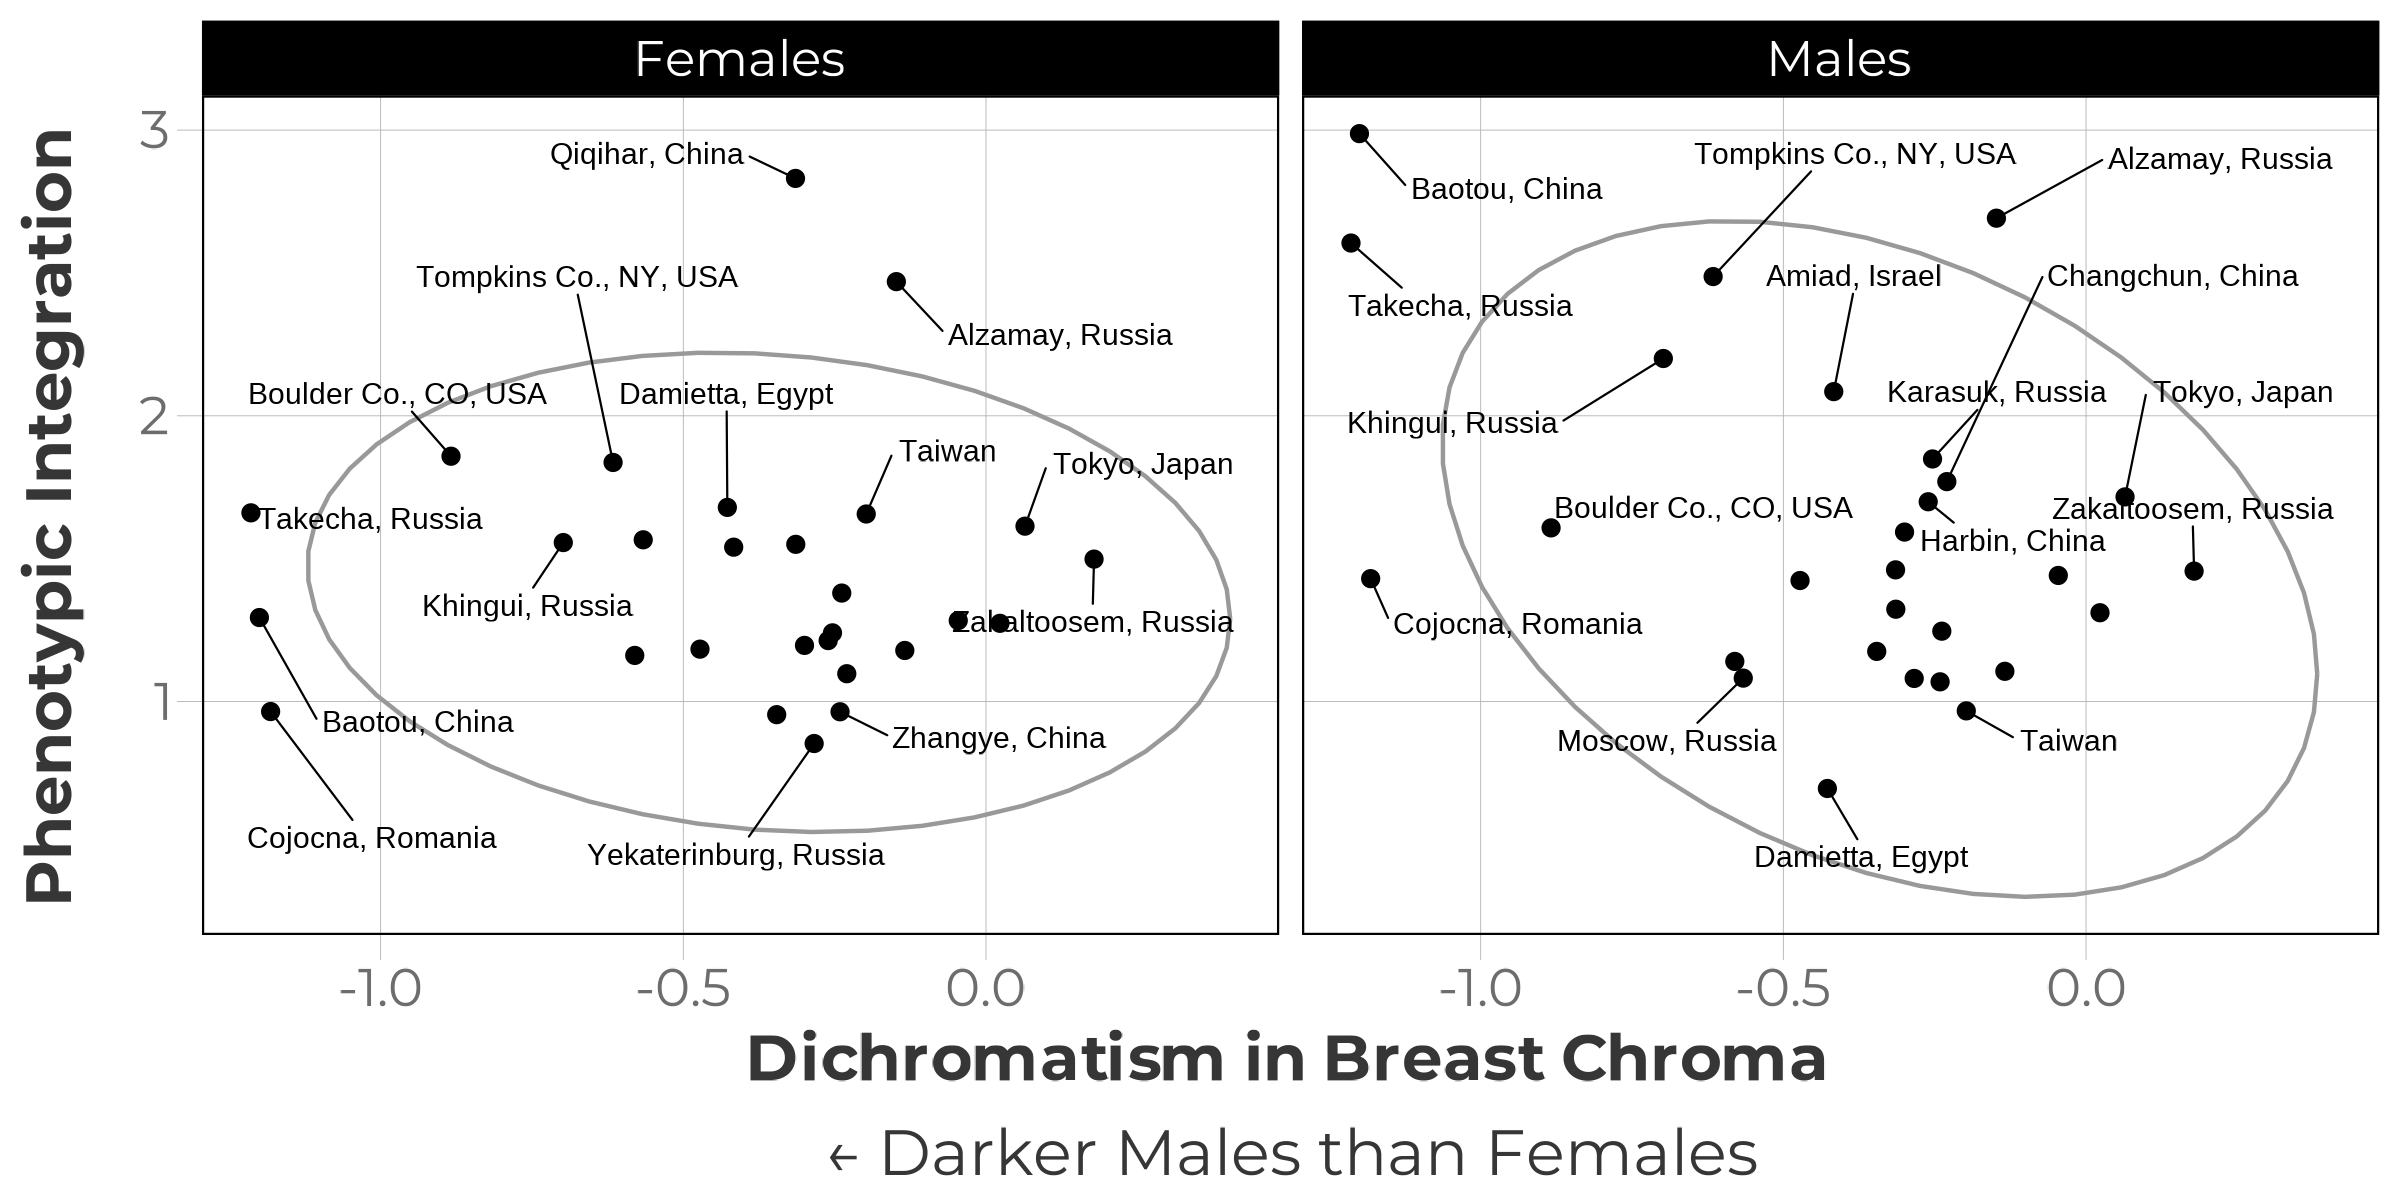 Females
Males
Phenotypic Integration
3
2
1
Qiqihar, China
Tompkins Co., NY, USA
Alzamay, Russia
Boulder Co., CO, USA
Damietta, Egypt
Taiwan
Tokyo, Japan
Takecha, Russia
Khingui, Russia
Zakaltoosem, Russia
Baotou, China
Zhangye, China
Cojocna, Romania
Yekaterinburg, Russia
Tompkins Co., NY, USA
Alzamay, Russia
Baotou, China
Amiad, Israel
Changchun, China
Takecha, Russia
Karasuk, Russia
Tokyo, Japan
Khingui, Russia
Boulder Co., CO, USA
Zakaltoosem, Russia
Harbin, China
Cojocna, Romania
Moscow, Russia
Taiwan
Damietta, Egypt
-1.0
-0.5
0.0
-1.0
-0.5
0.0
Dichromatism in Breast Chroma
← Darker Males than Females